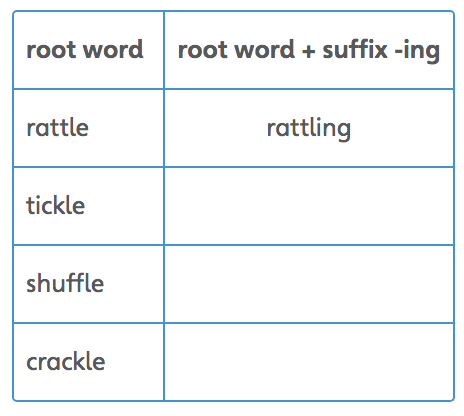 root word root word + suffix -ing
rattle rattling
tickle
shuffle
crackle